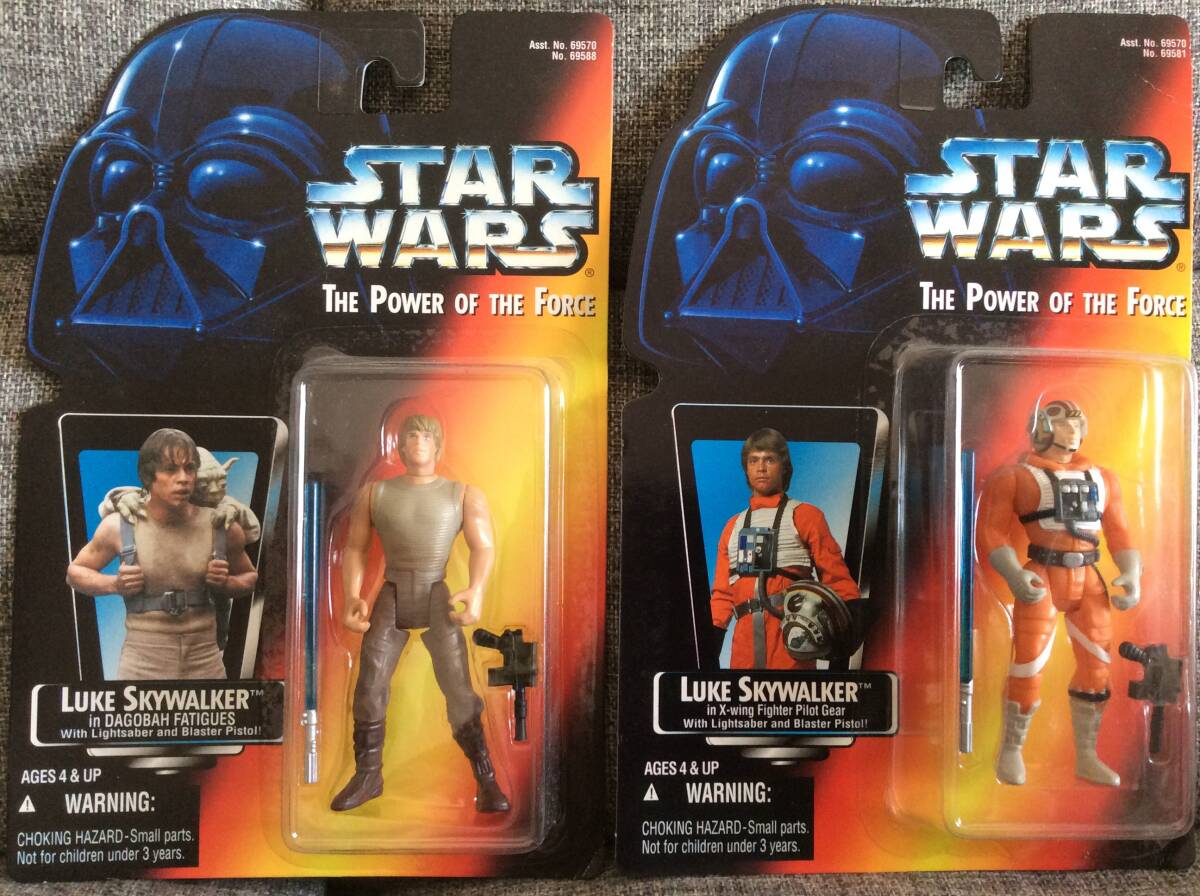 Asst. No. 69570
No. 69588
STAR
WARS®
THE POWER OF THE FORCE
LUKE SKYWALKER™
in DAGOBAH FATIGUES
With Lightsaber and Blaster Pistol!
AGES 4 & UP
⚠ WARNING:
CHOKING HAZARD-Small parts.
Not for children under 3 years.
Asst. No. 69570
No. 69581
STAR
WARS®
THE POWER OF THE FORCE
LUKE SKYWALKER™
in X-wing Fighter Pilot Gear
With Lightsaber and Blaster Pistol!
AGES 4 & UP
⚠ WARNING:
CHOKING HAZARD-Small parts.
Not for children under 3 years.